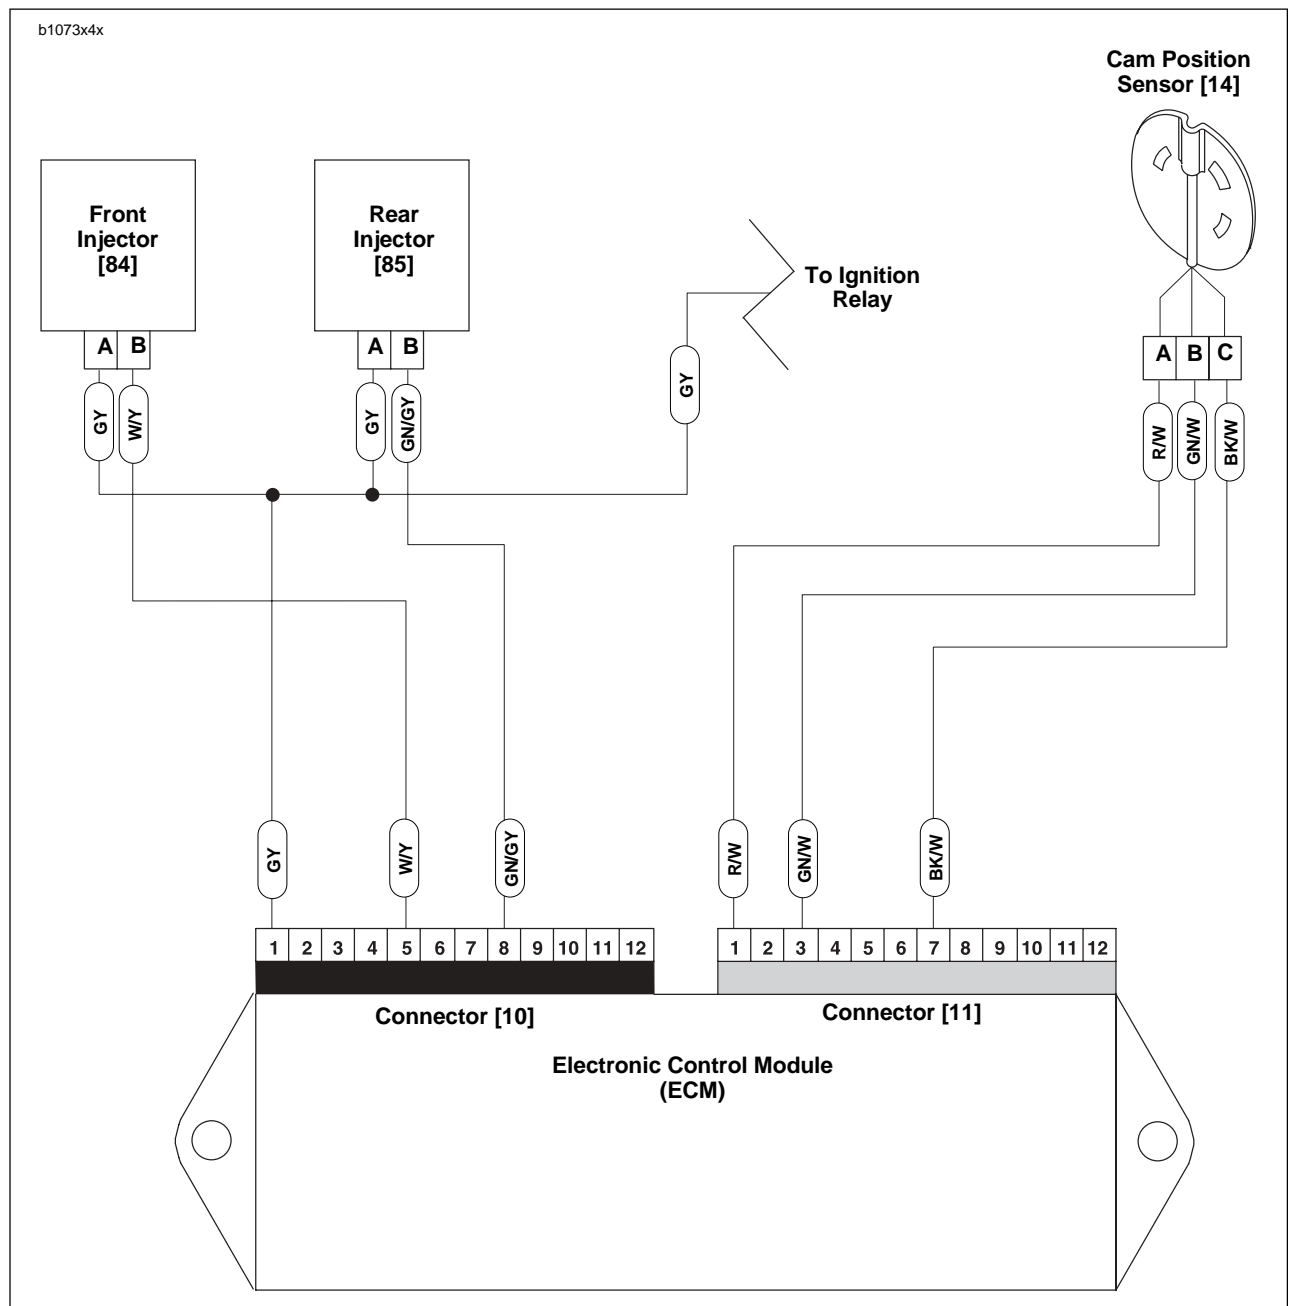 b1073x4x
Cam Position
Sensor [14]
Front
Injector
[84]
Rear
Injector
[85]
To Ignition
Relay
A B
A B
A B C
GY
W/Y
GY
GN/GY
GY
R/W
GN/W
BK/W
GY
W/Y
GN/GY
R/W
GN/W
BK/W
1 2 3 4 5 6 7 8 9 10 11 12
1 2 3 4 5 6 7 8 9 10 11 12
Connector [10]
Connector [11]
Electronic Control Module
(ECM)